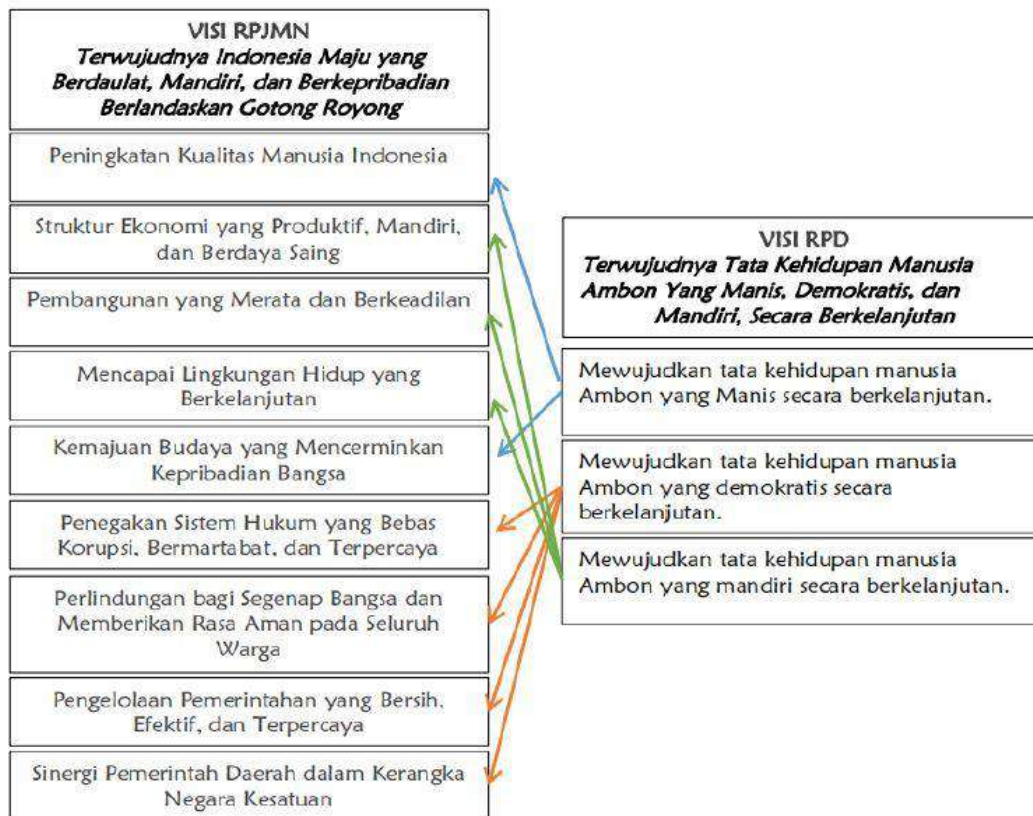 VISI RPJMN
Terwujudnya Indonesia Maju yang
Berdaulat, Mandiri, dan Berkepribadian
Berlandaskan Gotong Royong
Peningkatan Kualitas Manusia Indonesia
Struktur Ekonomi yang Produktif, Mandiri,
dan Berdaya Saing
Pembangunan yang Merata dan Berkeadilan
Mencapai Lingkungan Hidup yang
Berkelanjutan
Kemajuan Budaya yang Mencerminkan
Kepribadian Bangsa
Penegakan Sistem Hukum yang Bebas
Korupsi, Bermartabat, dan Terpercaya
Perlindungan bagi Segenap Bangsa dan
Memberikan Rasa Aman pada Seluruh
Warga
Pengelolaan Pemerintahan yang Bersih,
Efektif, dan Terpercaya
Sinergi Pemerintah Daerah dalam Kerangka
Negara Kesatuan
VISI RPD
Terwujudnya Tata Kehidupan Manusia
Ambon Yang Manis, Demokratis, dan
Mandiri, Secara Berkelanjutan
Mewujudkan tata kehidupan manusia
Ambon yang Manis secara berkelanjutan.
Mewujudkan tata kehidupan manusia
Ambon yang demokratis secara
berkelanjutan.
Mewujudkan tata kehidupan manusia
Ambon yang mandiri secara berkelanjutan.